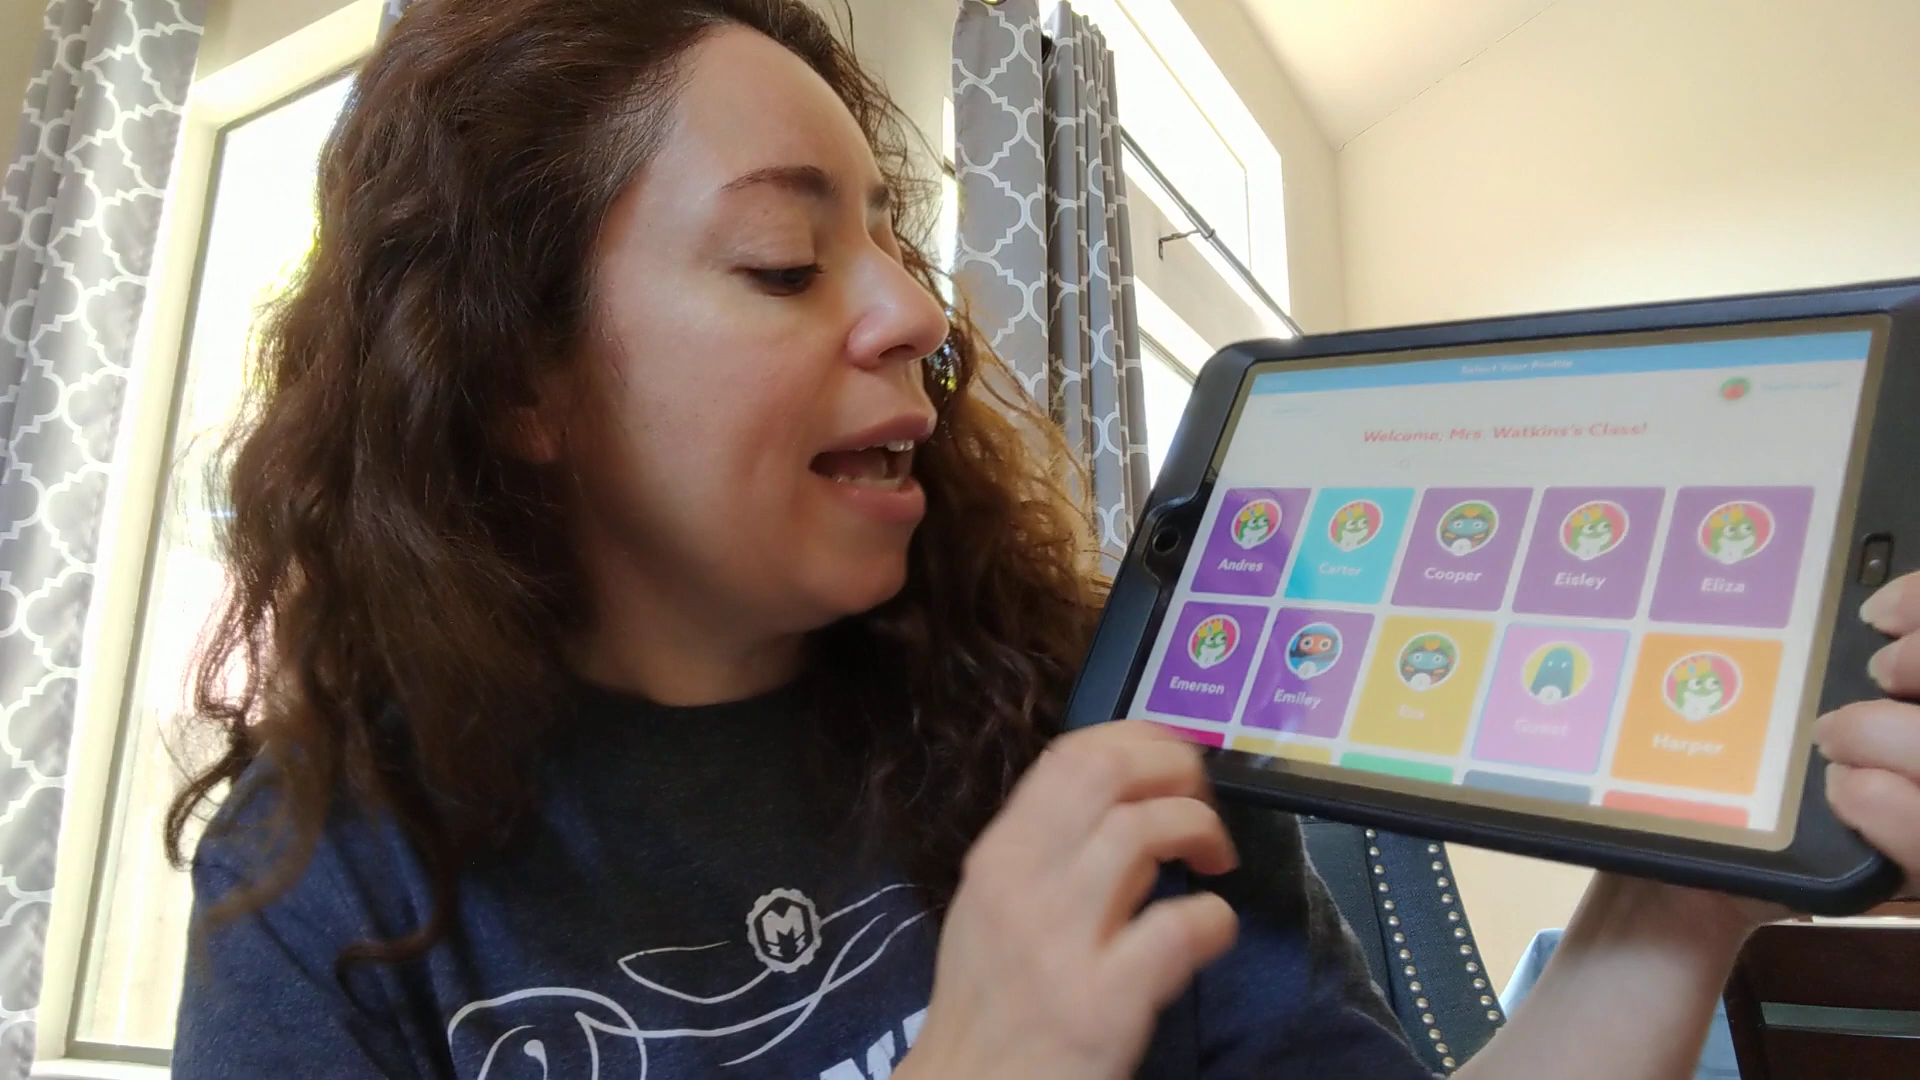 Select Your Profile
Welcome, Mrs. Watkins's Class!
Andres
Carter
Cooper
Eisley
Eliza
Emerson
Emiley
Guest
Harper
M